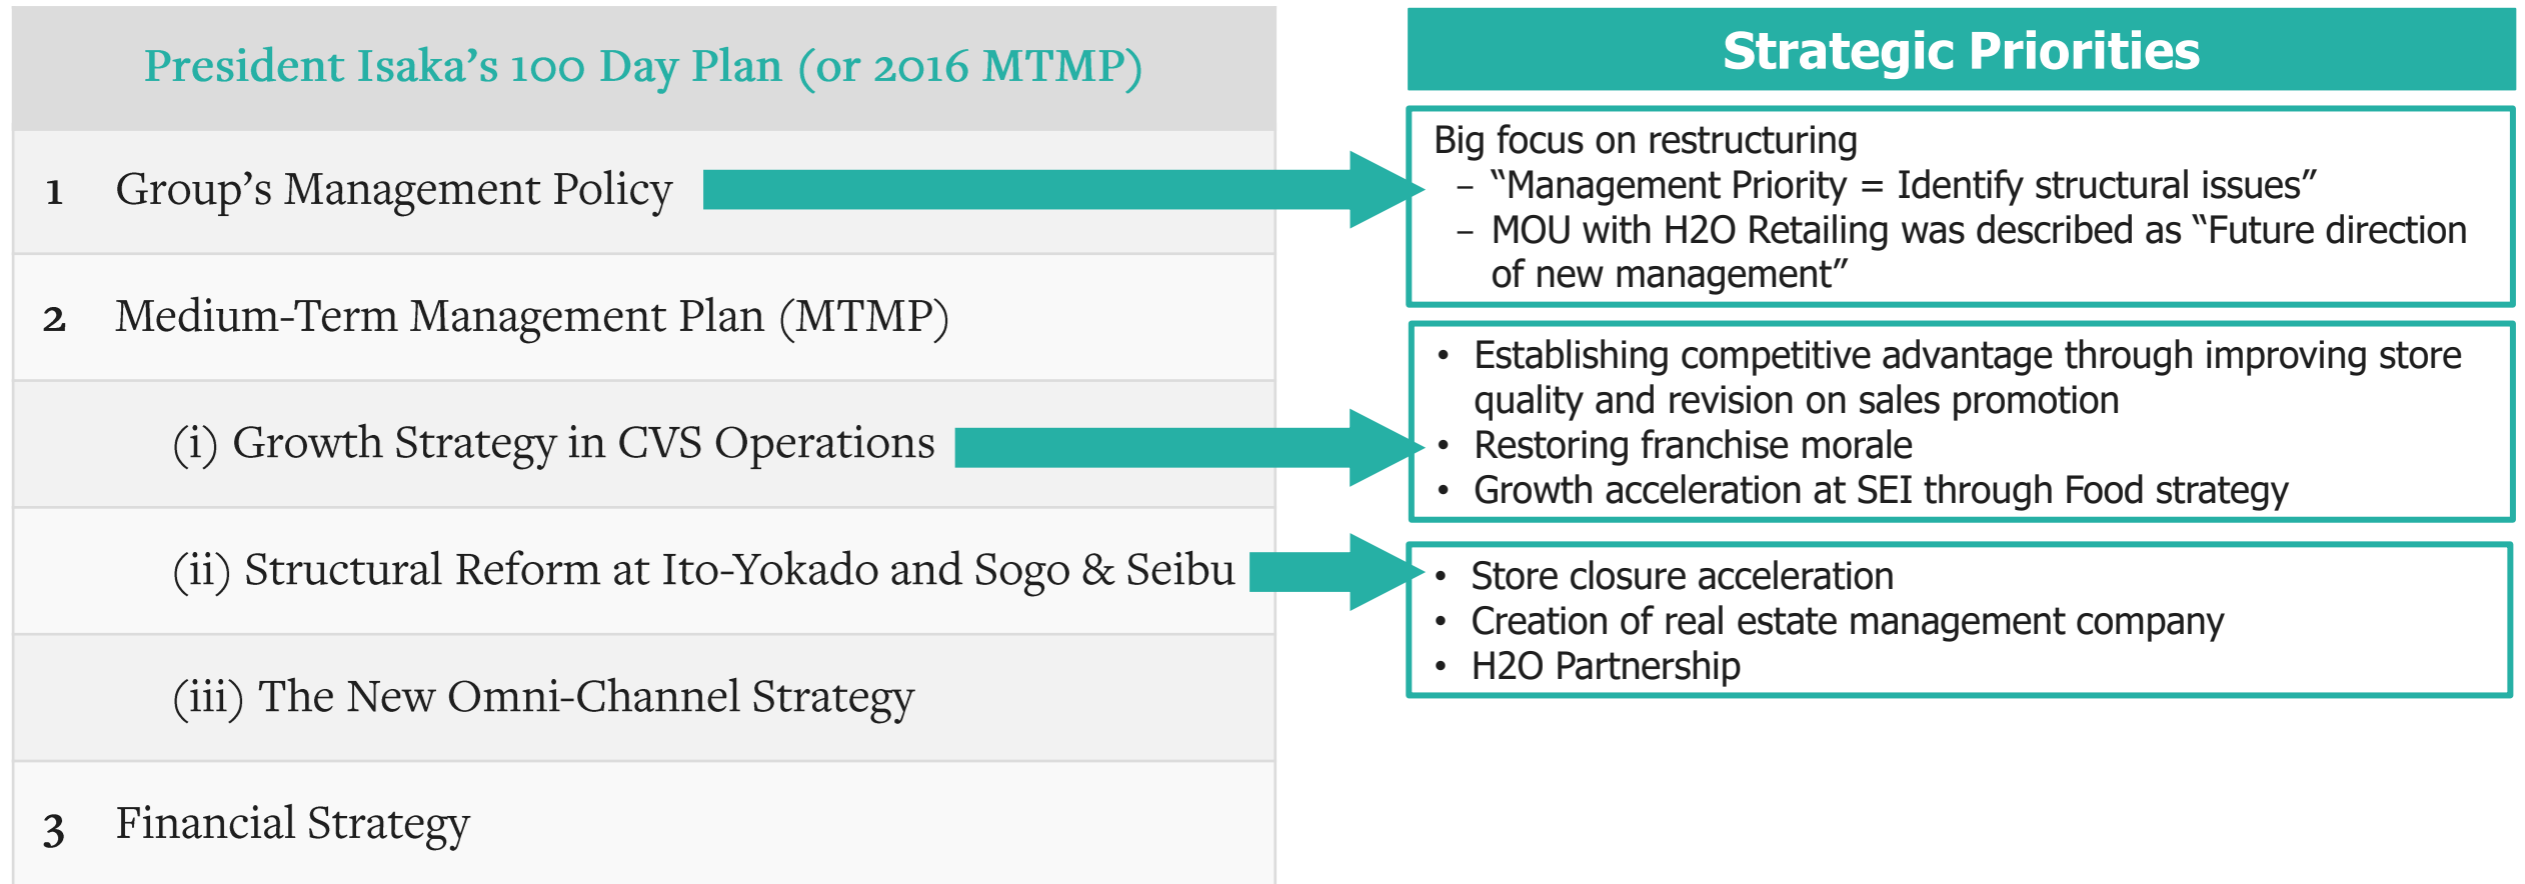 President Isaka’s 100 Day Plan (or 2016 MTMP)
1 Group’s Management Policy
2 Medium-Term Management Plan (MTMP)
(i) Growth Strategy in CVS Operations
(ii) Structural Reform at Ito-Yokado and Sogo & Seibu
(iii) The New Omni-Channel Strategy
3 Financial Strategy
Strategic Priorities
Big focus on restructuring
– “Management Priority = Identify structural issues”
– MOU with H2O Retailing was described as “Future direction
of new management”
• Establishing competitive advantage through improving store
quality and revision on sales promotion
• Restoring franchise morale
• Growth acceleration at SEI through Food strategy
• Store closure acceleration
• Creation of real estate management company
• H2O Partnership